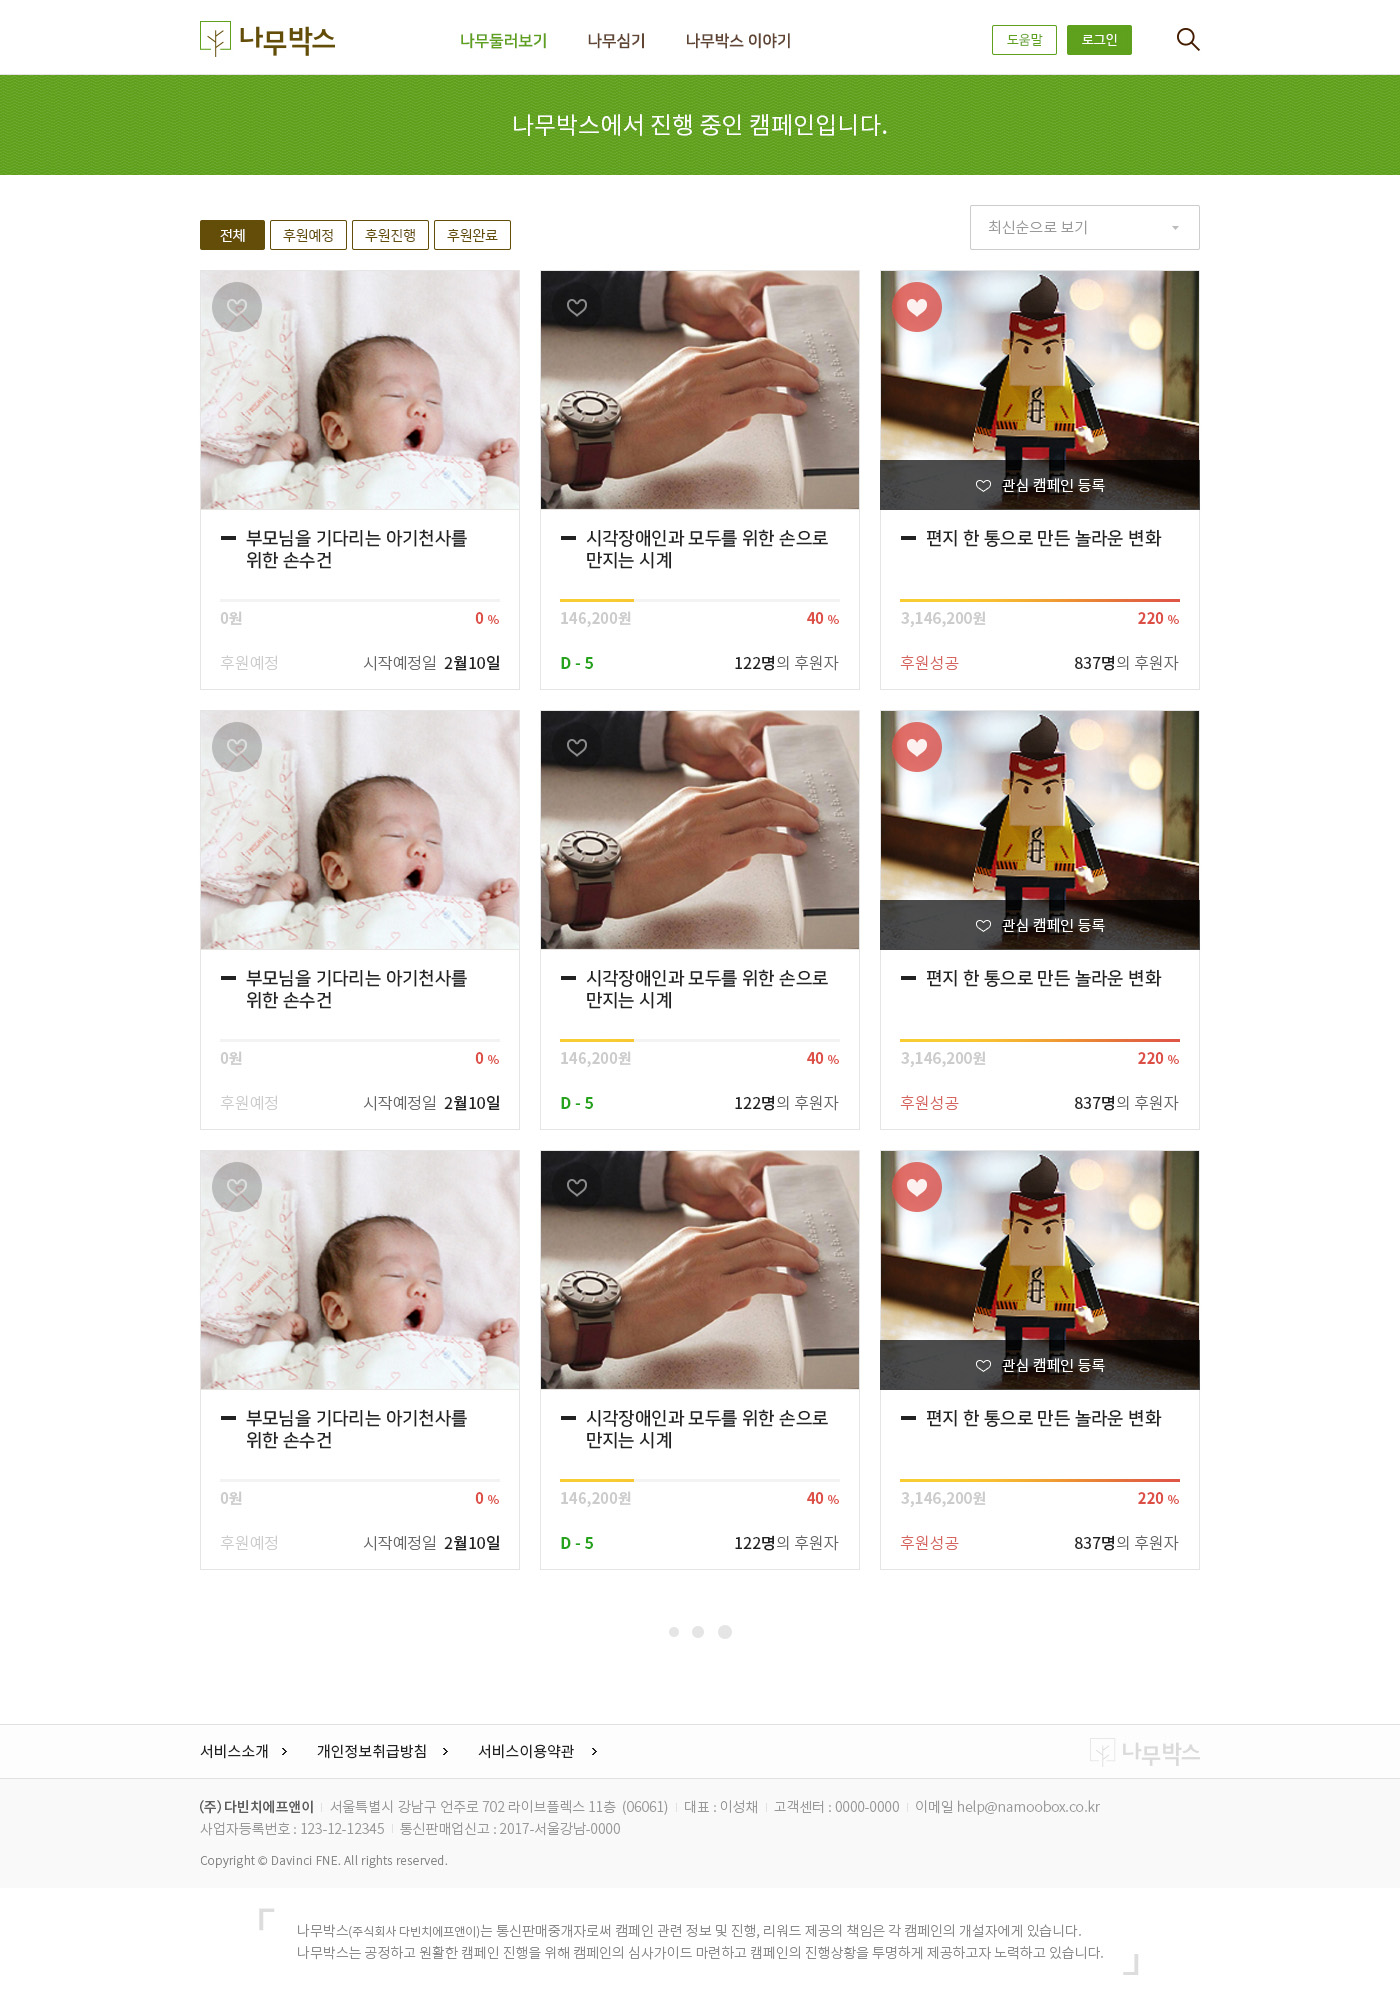 나무박스
나무둘러보기 나무심기 나무박스 이야기
도움말 로그인
나무박스에서 진행 중인 캠페인입니다.
전체 후원예정 후원진행 후원완료
최신순으로 보기
관심 캠페인 등록
부모님을 기다리는 아기천사를
위한 손수건
0원 0 %
후원예정 시작예정일 2월10일
시각장애인과 모두를 위한 손으로
만지는 시계
146,200원 40 %
D - 5 122명의 후원자
편지 한 통으로 만든 놀라운 변화
3,146,200원 220 %
후원성공 837명의 후원자
관심 캠페인 등록
부모님을 기다리는 아기천사를
위한 손수건
0원 0 %
후원예정 시작예정일 2월10일
시각장애인과 모두를 위한 손으로
만지는 시계
146,200원 40 %
D - 5 122명의 후원자
편지 한 통으로 만든 놀라운 변화
3,146,200원 220 %
후원성공 837명의 후원자
관심 캠페인 등록
부모님을 기다리는 아기천사를
위한 손수건
0원 0 %
후원예정 시작예정일 2월10일
시각장애인과 모두를 위한 손으로
만지는 시계
146,200원 40 %
D - 5 122명의 후원자
편지 한 통으로 만든 놀라운 변화
3,146,200원 220 %
후원성공 837명의 후원자
서비스소개 개인정보취급방침 서비스이용약관
나무박스
(주)다빈치에프앤이 서울특별시 강남구 언주로 702 라이브플렉스 11층 (06061) 대표 : 이성채 고객센터 : 0000-0000 이메일 help@namoobox.co.kr
사업자등록번호 : 123-12-12345 통신판매업신고 : 2017-서울강남-0000
Copyright © Davinci FNE. All rights reserved.
나무박스(주식회사 다빈치에프앤이)는 통신판매중개자로써 캠페인 관련 정보 및 진행, 리워드 제공의 책임은 각 캠페인의 개설자에게 있습니다.
나무박스는 공정하고 원활한 캠페인 진행을 위해 캠페인의 심사가이드 마련하고 캠페인의 진행상황을 투명하게 제공하고자 노력하고 있습니다.